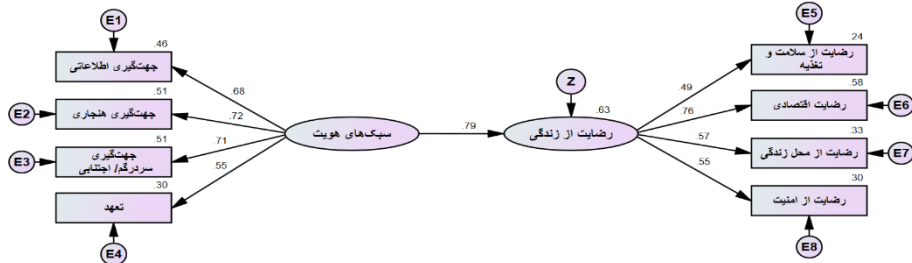 E1
.46
جهت‌گیری اطلاعاتی
.68
E2
.51
جهت‌گیری هنجاری
.72
E3
.51
جهت‌گیری
سردرگم/ اجتنابی
.71
.30
تعهد
.55
E4
سبک‌های هویت
.79
Z
.63
رضایت از زندگی
E5
.24
رضایت از سلامت و
تغذیه
.49
.58
رضایت اقتصادی
E6
.76
.33
رضایت از محل زندگی
E7
.57
.30
رضایت از امنیت
.55
E8